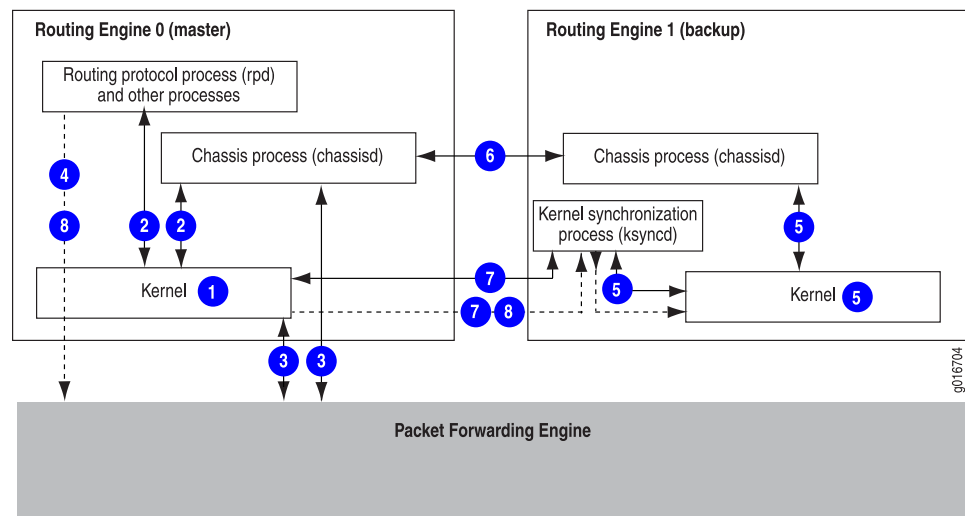 Routing Engine 0 (master)
Routing Engine 1 (backup)
Routing protocol process (rpd)
and other processes
Chassis process (chassisd)
6
Chassis process (chassisd)
4
8
2
2
Kernel synchronization
process (ksyncd)
5
Kernel 1
7
5
Kernel 5
7 8
3
3
g016704
Packet Forwarding Engine